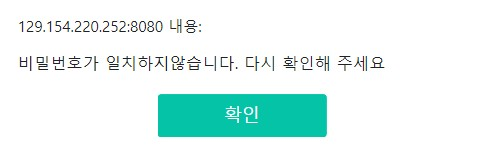 129.154.220.252:8080 내용:
비밀번호가 일치하지않습니다. 다시 확인해 주세요
확인